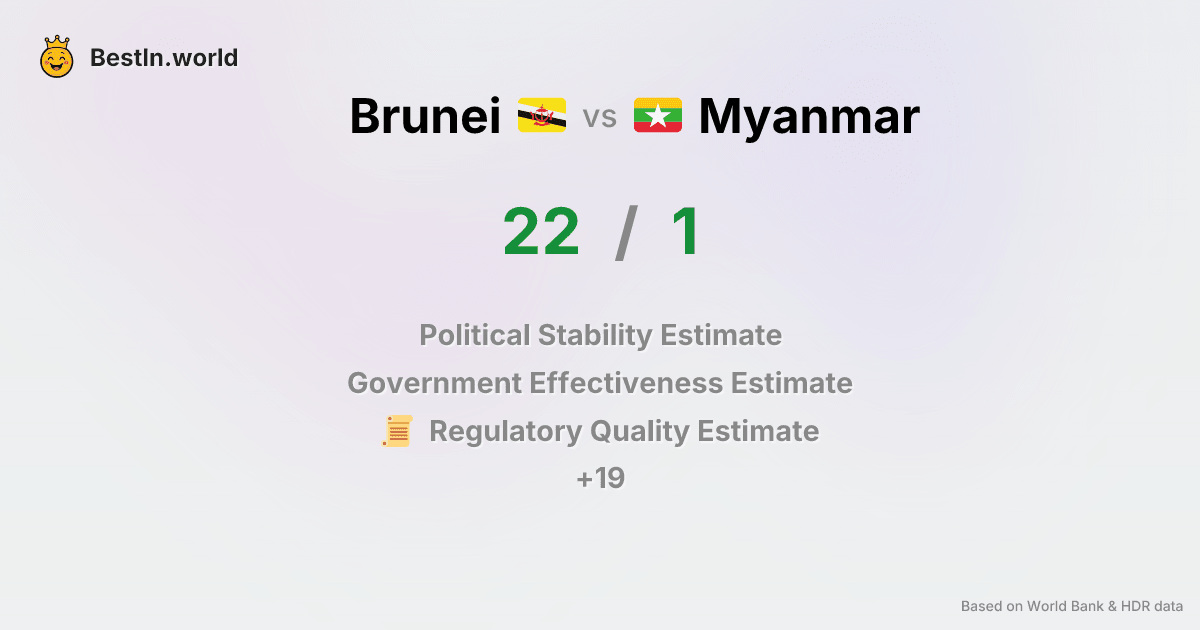 BestIn.world
Brunei vs Myanmar
22 / 1
Political Stability Estimate
Government Effectiveness Estimate
Regulatory Quality Estimate
+19
Based on World Bank & HDR data